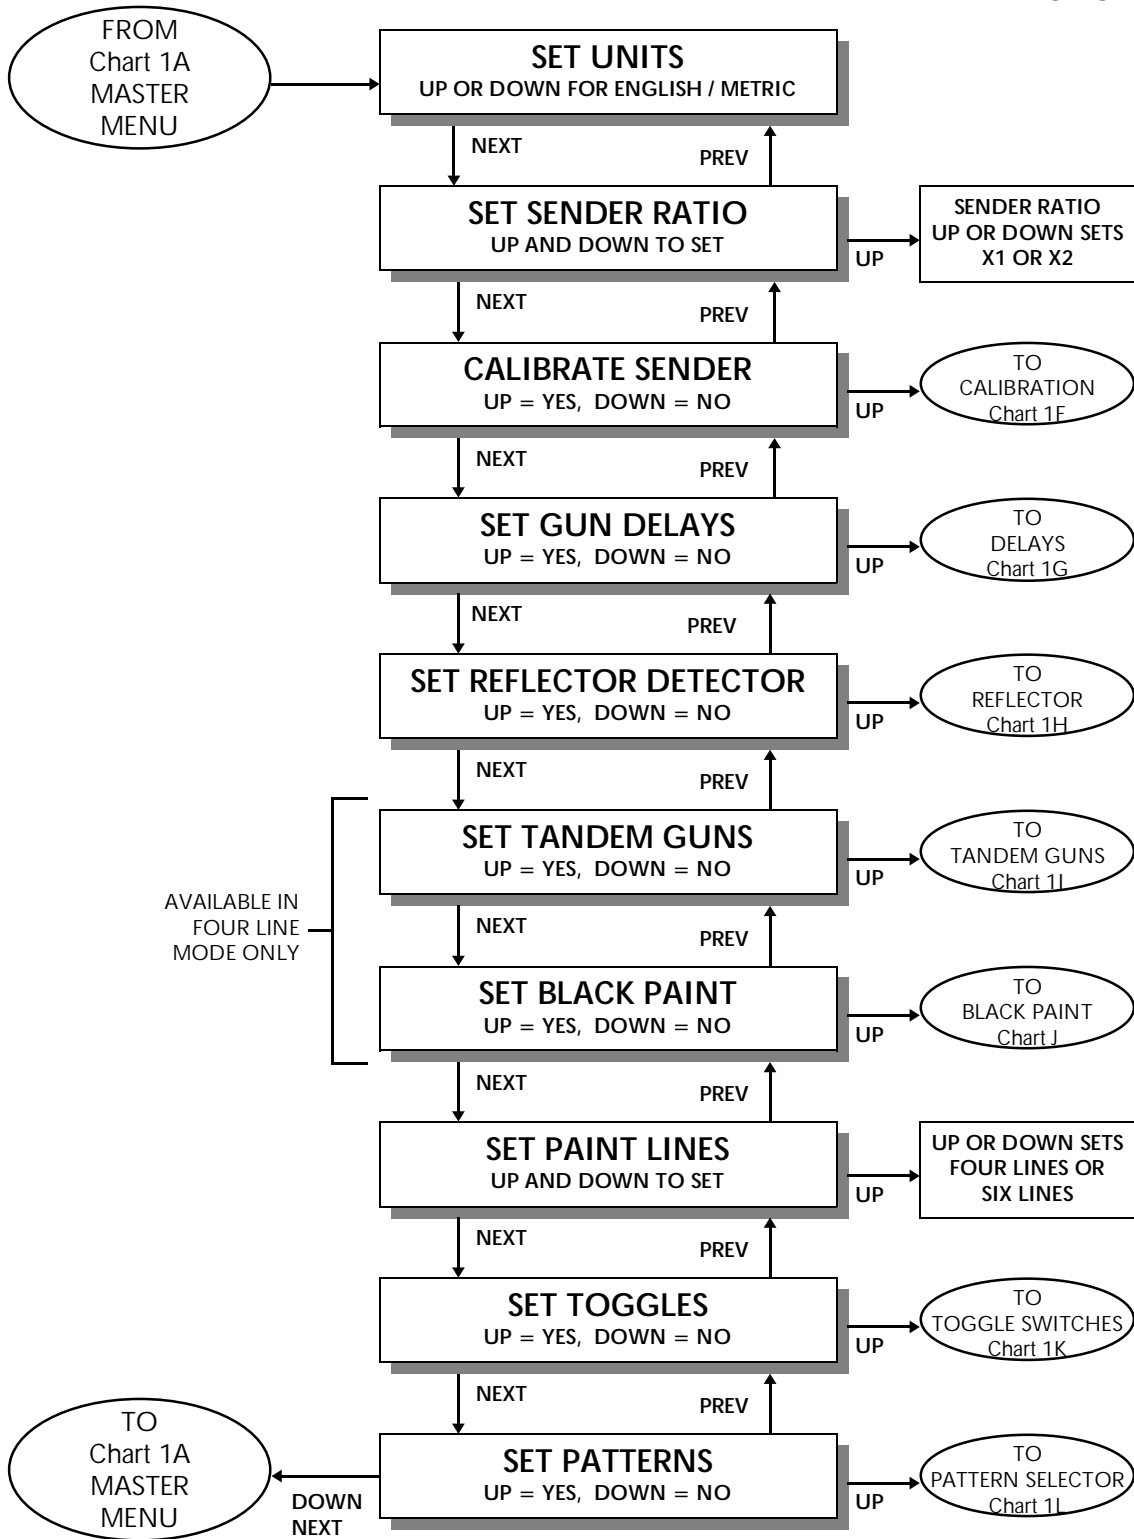 FROM
Chart 1A
MASTER
MENU
SET UNITS
UP OR DOWN FOR ENGLISH / METRIC
NEXT
PREV
SET SENDER RATIO
UP AND DOWN TO SET
UP
SENDER RATIO
UP OR DOWN SETS
X1 OR X2
NEXT
PREV
CALIBRATE SENDER
UP = YES, DOWN = NO
UP
TO
CALIBRATION
Chart 1F
NEXT
PREV
SET GUN DELAYS
UP = YES, DOWN = NO
UP
TO
DELAYS
Chart 1G
NEXT
PREV
SET REFLECTOR DETECTOR
UP = YES, DOWN = NO
UP
TO
REFLECTOR
Chart 1H
NEXT
PREV
AVAILABLE IN
FOUR LINE
MODE ONLY
SET TANDEM GUNS
UP = YES, DOWN = NO
UP
TO
TANDEM GUNS
Chart 1I
NEXT
PREV
SET BLACK PAINT
UP = YES, DOWN = NO
UP
TO
BLACK PAINT
Chart J
NEXT
PREV
SET PAINT LINES
UP AND DOWN TO SET
UP
UP OR DOWN SETS
FOUR LINES OR
SIX LINES
NEXT
PREV
SET TOGGLES
UP = YES, DOWN = NO
UP
TO
TOGGLE SWITCHES
Chart 1K
NEXT
PREV
SET PATTERNS
UP = YES, DOWN = NO
UP
TO
PATTERN SELECTOR
Chart 1L
DOWN
NEXT
TO
Chart 1A
MASTER
MENU